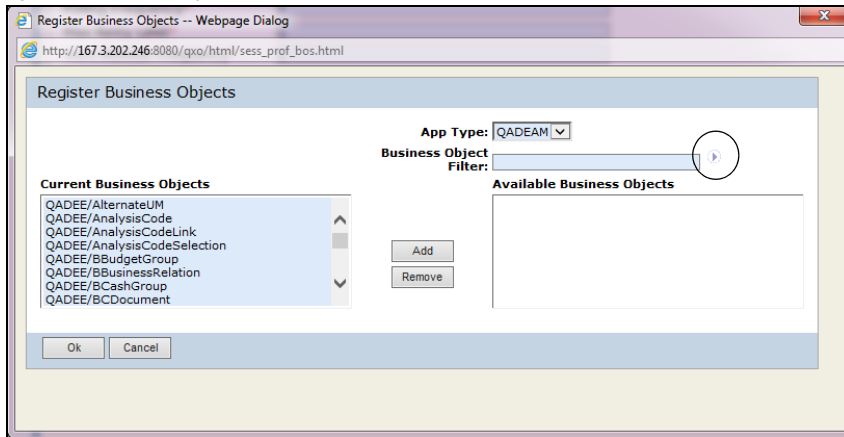 Register Business Objects -- Webpage Dialog
http://167.3.202.246:8080/qxo/html/sess_prof_bos.html
Register Business Objects
App Type: QADEAM
Business Object
Filter:
Current Business Objects
Available Business Objects
QADEE/AlternateUM
QADEE/AnalysisCode
QADEE/AnalysisCodeLink
QADEE/AnalysisCodeSelection
QADEE/BBudgetGroup
QADEE/BBusinessRelation
QADEE/BCashGroup
QADEE/BCDocument
Add
Remove
Ok Cancel